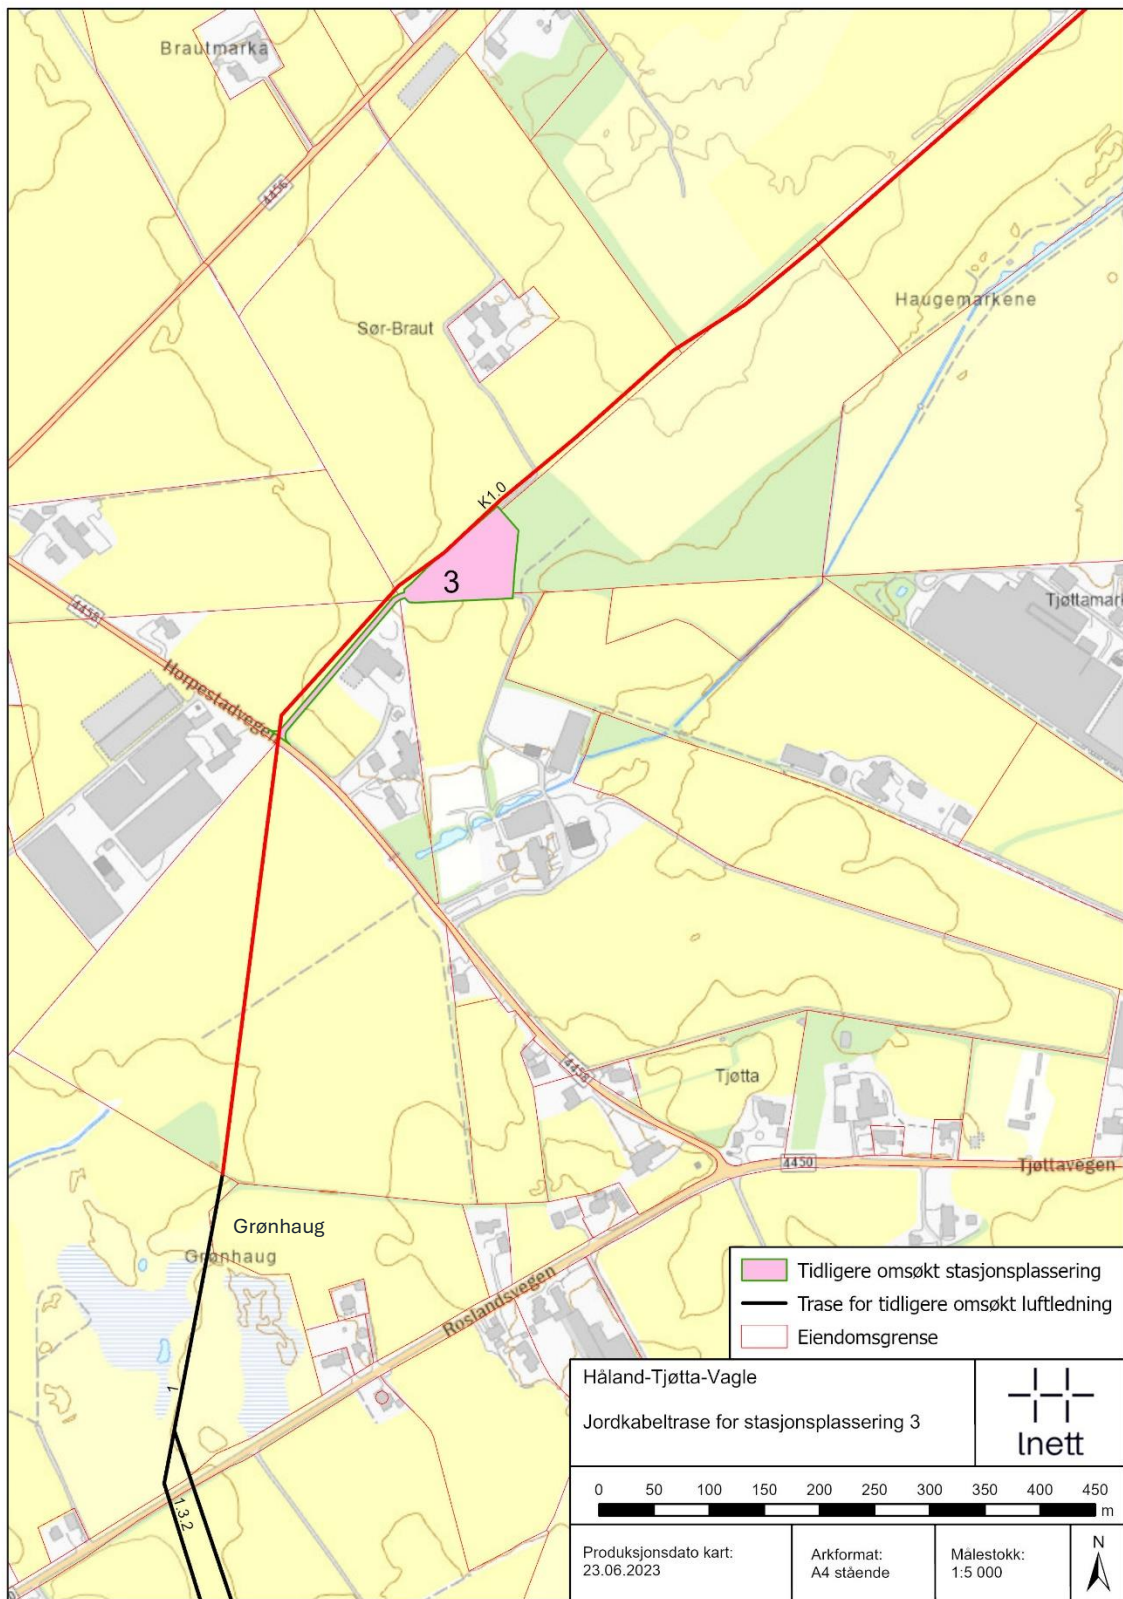 Brautmarka
4456
Haugemarkene
Sør-Braut
K1.0
3
4458
Tjøttamark
Horpestadvegen
4458
Tjøtta
4450
Tjøttavegen
Grønhaug
Grønhaug
Roslandsvegen
1
1.3.2
Tidligere omsøkt stasjonsplassering
Trase for tidligere omsøkt luftledning
Eiendomsgrense
Håland-Tjøtta-Vagle
Jordkabeltrase for stasjonsplassering 3
lnett
0 50 100 150 200 250 300 350 400 450
m
Produksjonsdato kart:
23.06.2023
Arkformat:
A4 stående
Målestokk:
1:5 000
N